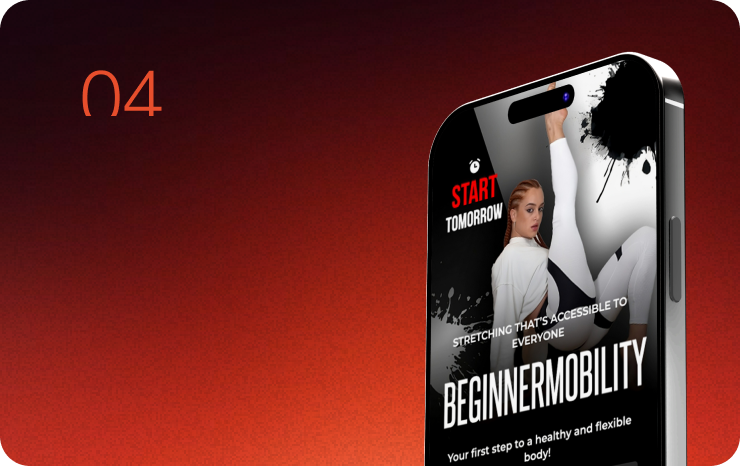 04
START
TOMORROW
STRETCHING THAT'S ACCESSIBLE TO
EVERYONE
BEGINNERMOBILITY
Your first step to a healthy and flexible
body!